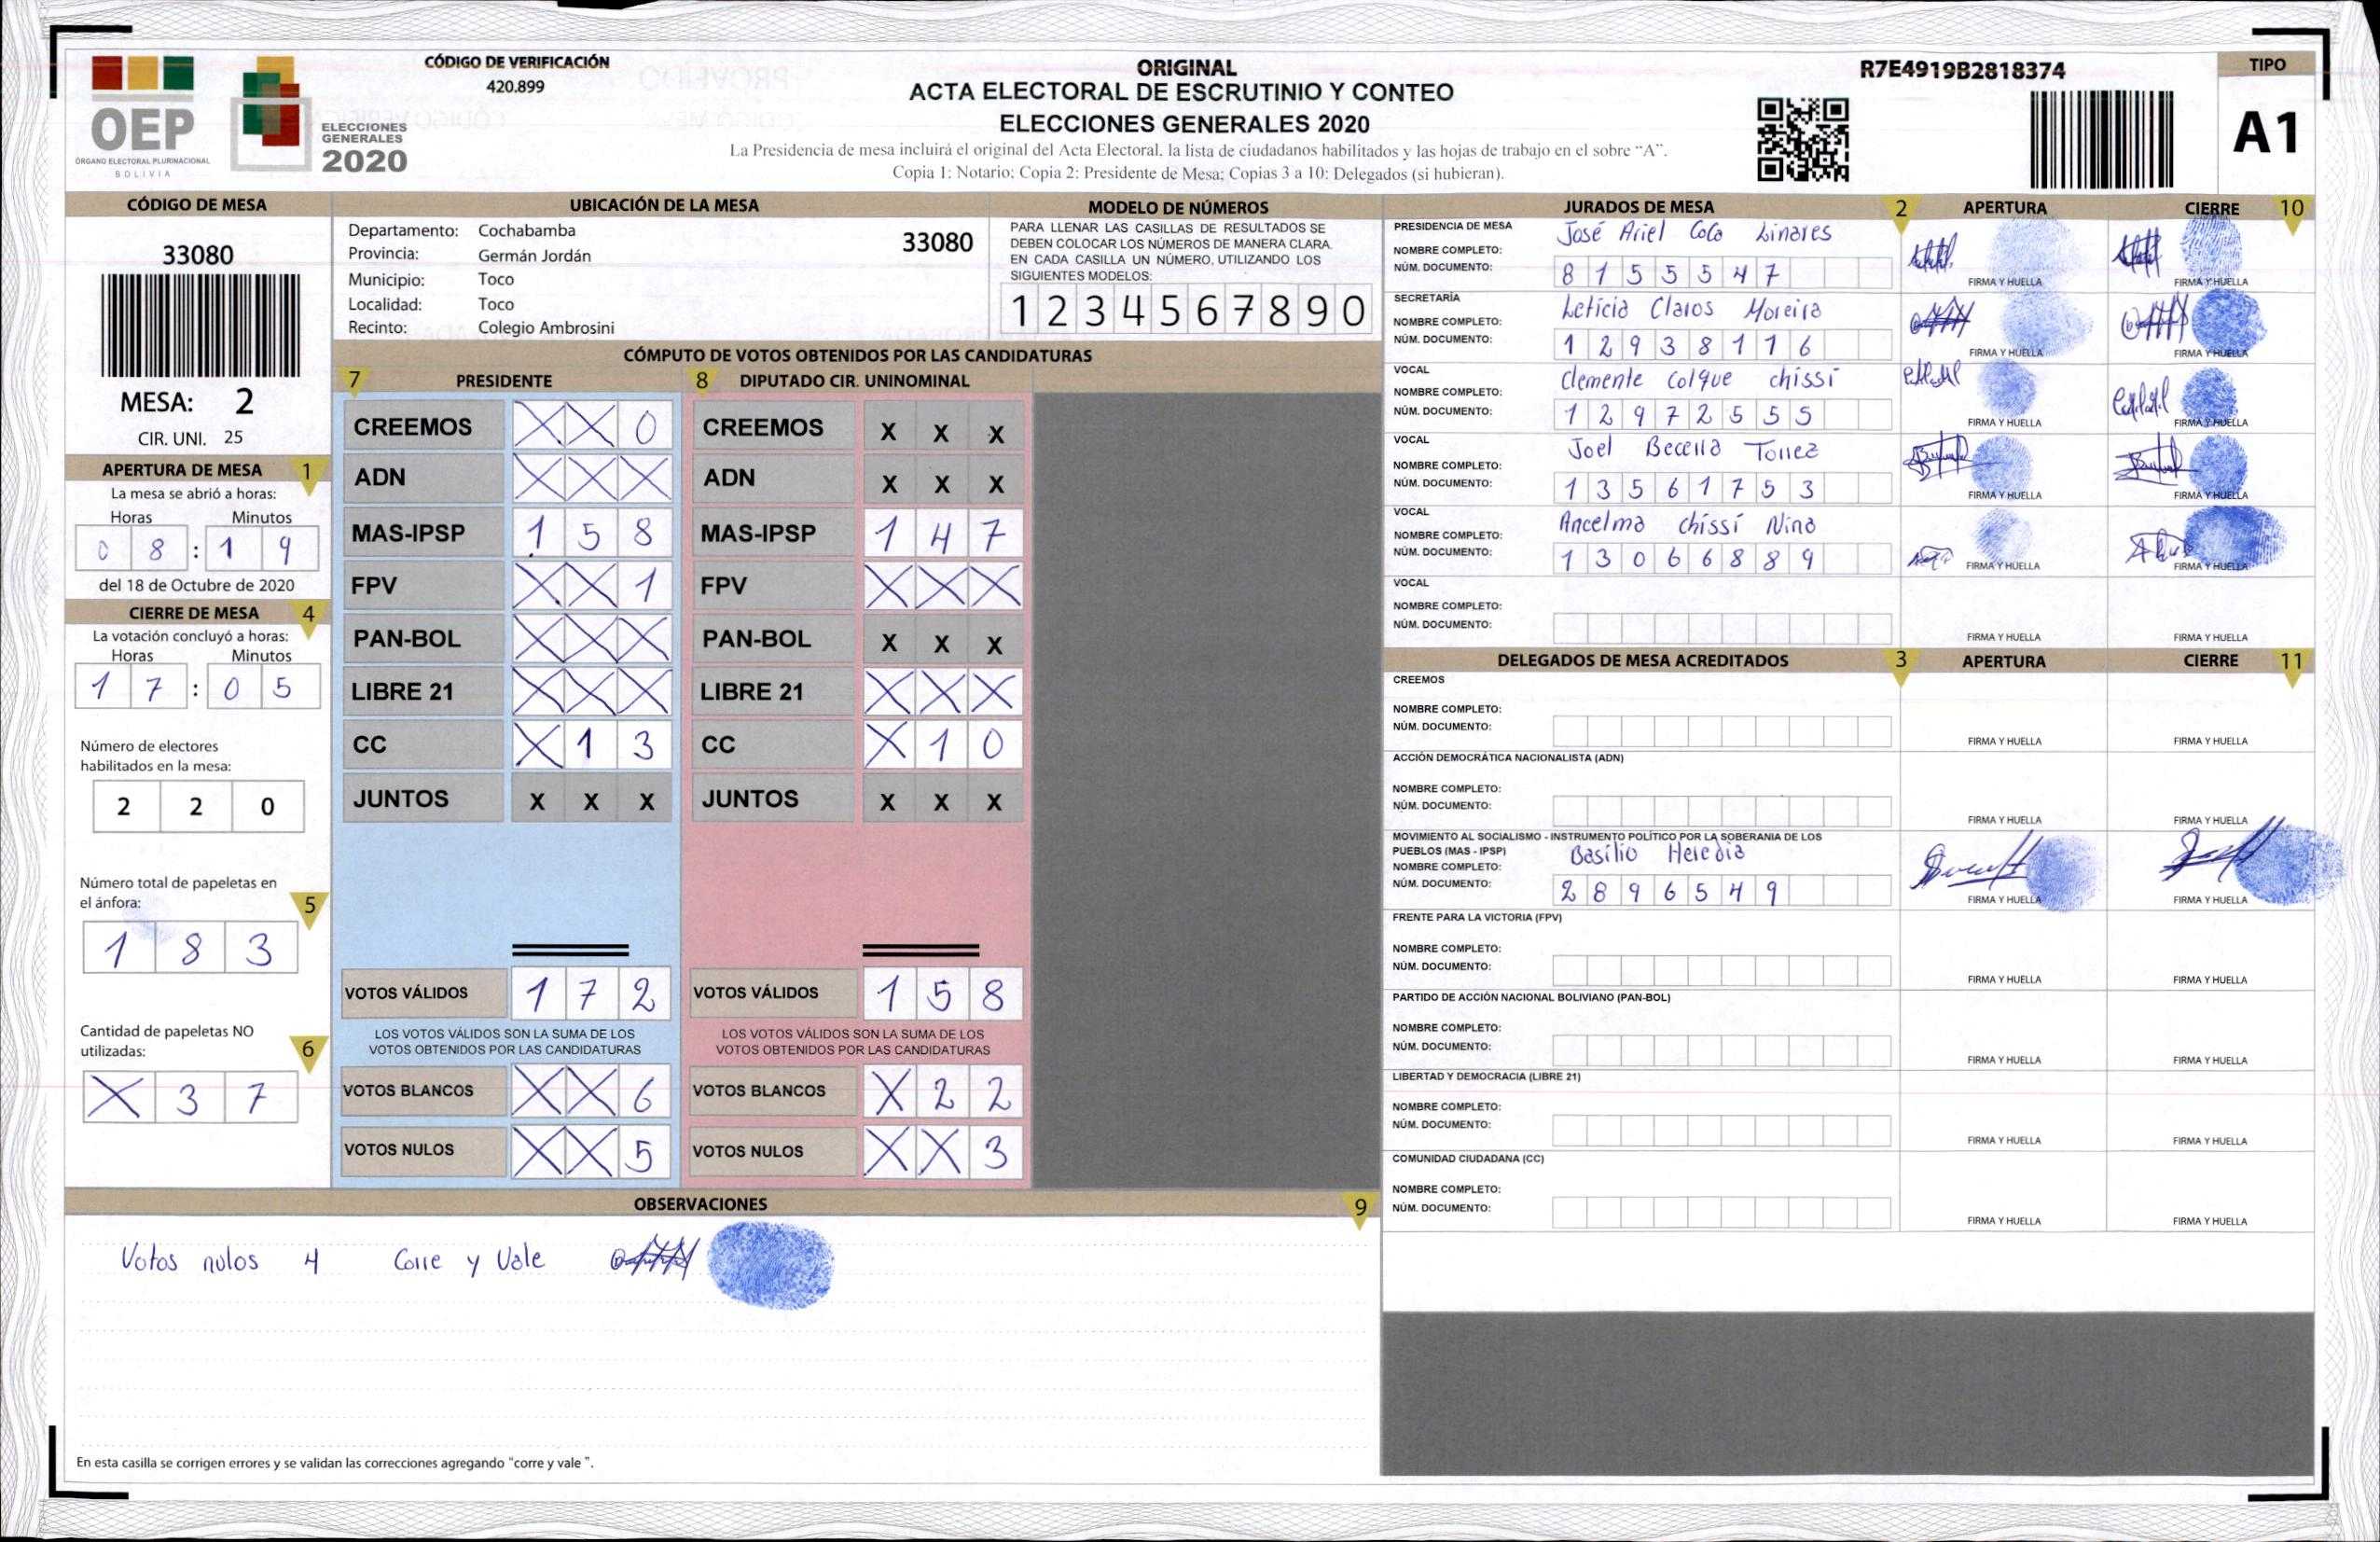 OEP
ÓRGANO ELECTORAL PLURINACIONAL
BOLIVIA
ELECCIONES
GENERALES
2020
CÓDIGO DE VERIFICACIÓN
420.899
ORIGINAL
ACTA ELECTORAL DE ESCRUTINIO Y CONTEO
ELECCIONES GENERALES 2020
La Presidencia de mesa incluirá el original del Acta Electoral, la lista de ciudadanos habilitados y las hojas de trabajo en el sobre “A”.
Copia 1: Notario; Copia 2: Presidente de Mesa; Copias 3 a 10: Delegados (si hubieran).
R7E4919B2818374
TIPO
A1
CÓDIGO DE MESA
33080
MESA: 2
CIR. UNI. 25
APERTURA DE MESA 1
La mesa se abrió a horas:
Horas Minutos
0 8 : 1 9
del 18 de Octubre de 2020
CIERRE DE MESA 4
La votación concluyó a horas:
Horas Minutos
1 7 : 0 5
Número de electores
habilitados en la mesa:
2 2 0
Número total de papeletas en
el ánfora: 5
1 8 3
Cantidad de papeletas NO
utilizadas: 6
X 3 7
UBICACIÓN DE LA MESA
Departamento: Cochabamba
33080
Provincia: Germán Jordán
Municipio: Toco
Localidad: Toco
Recinto: Colegio Ambrosini
MODELO DE NÚMEROS
PARA LLENAR LAS CASILLAS DE RESULTADOS SE
DEBEN COLOCAR LOS NÚMEROS DE MANERA CLARA.
EN CADA CASILLA UN NÚMERO, UTILIZANDO LOS
SIGUIENTES MODELOS:
1 2 3 4 5 6 7 8 9 0
CÓMPUTO DE VOTOS OBTENIDOS POR LAS CANDIDATURAS
7 PRESIDENTE
CREEMOS X X 0
ADN X X X
MAS-IPSP 1 5 8
FPV X X 1
PAN-BOL X X X
LIBRE 21 X X X
CC X 1 3
JUNTOS X X X
VOTOS VÁLIDOS 1 7 2
LOS VOTOS VÁLIDOS SON LA SUMA DE LOS
VOTOS OBTENIDOS POR LAS CANDIDATURAS
VOTOS BLANCOS X X 6
VOTOS NULOS X X 5
8 DIPUTADO CIR. UNINOMINAL
CREEMOS X X X
ADN X X X
MAS-IPSP 1 4 7
FPV X X X
PAN-BOL X X X
LIBRE 21 X X X
CC X 1 0
JUNTOS X X X
VOTOS VÁLIDOS 1 5 8
LOS VOTOS VÁLIDOS SON LA SUMA DE LOS
VOTOS OBTENIDOS POR LAS CANDIDATURAS
VOTOS BLANCOS X 2 2
VOTOS NULOS X X 3
OBSERVACIONES 9
Votos nulos 4 Corre y Vale
En esta casilla se corrigen errores y se validan las correcciones agregando “corre y vale ”.
JURADOS DE MESA 2 APERTURA CIERRE 10
PRESIDENCIA DE MESA
NOMBRE COMPLETO: José Ariel Coca Linares
NÚM. DOCUMENTO: 8 1 5 5 5 4 7
FIRMA Y HUELLA FIRMA Y HUELLA
SECRETARÍA
NOMBRE COMPLETO: Leticia Claros Moreira
NÚM. DOCUMENTO: 1 2 9 3 8 1 1 6
FIRMA Y HUELLA FIRMA Y HUELLA
VOCAL
NOMBRE COMPLETO: Clemente Colque chissi
NÚM. DOCUMENTO: 1 2 9 7 2 5 5 5
FIRMA Y HUELLA FIRMA Y HUELLA
VOCAL
NOMBRE COMPLETO: Joel Becerra Torrez
NÚM. DOCUMENTO: 1 3 5 6 1 7 5 3
FIRMA Y HUELLA FIRMA Y HUELLA
VOCAL
NOMBRE COMPLETO: Ancelma chissi Nina
NÚM. DOCUMENTO: 1 3 0 6 6 8 8 9
FIRMA Y HUELLA FIRMA Y HUELLA
VOCAL
NOMBRE COMPLETO:
NÚM. DOCUMENTO:
FIRMA Y HUELLA FIRMA Y HUELLA
DELEGADOS DE MESA ACREDITADOS 3 APERTURA CIERRE 11
CREEMOS
NOMBRE COMPLETO:
NÚM. DOCUMENTO:
FIRMA Y HUELLA FIRMA Y HUELLA
ACCIÓN DEMOCRÁTICA NACIONALISTA (ADN)
NOMBRE COMPLETO:
NÚM. DOCUMENTO:
FIRMA Y HUELLA FIRMA Y HUELLA
MOVIMIENTO AL SOCIALISMO - INSTRUMENTO POLÍTICO POR LA SOBERANIA DE LOS
PUEBLOS (MAS - IPSP)
NOMBRE COMPLETO: Basilio Heredia
NÚM. DOCUMENTO: 2 8 9 6 5 4 9
FIRMA Y HUELLA FIRMA Y HUELLA
FRENTE PARA LA VICTORIA (FPV)
NOMBRE COMPLETO:
NÚM. DOCUMENTO:
FIRMA Y HUELLA FIRMA Y HUELLA
PARTIDO DE ACCIÓN NACIONAL BOLIVIANO (PAN-BOL)
NOMBRE COMPLETO:
NÚM. DOCUMENTO:
FIRMA Y HUELLA FIRMA Y HUELLA
LIBERTAD Y DEMOCRACIA (LIBRE 21)
NOMBRE COMPLETO:
NÚM. DOCUMENTO:
FIRMA Y HUELLA FIRMA Y HUELLA
COMUNIDAD CIUDADANA (CC)
NOMBRE COMPLETO:
NÚM. DOCUMENTO:
FIRMA Y HUELLA FIRMA Y HUELLA